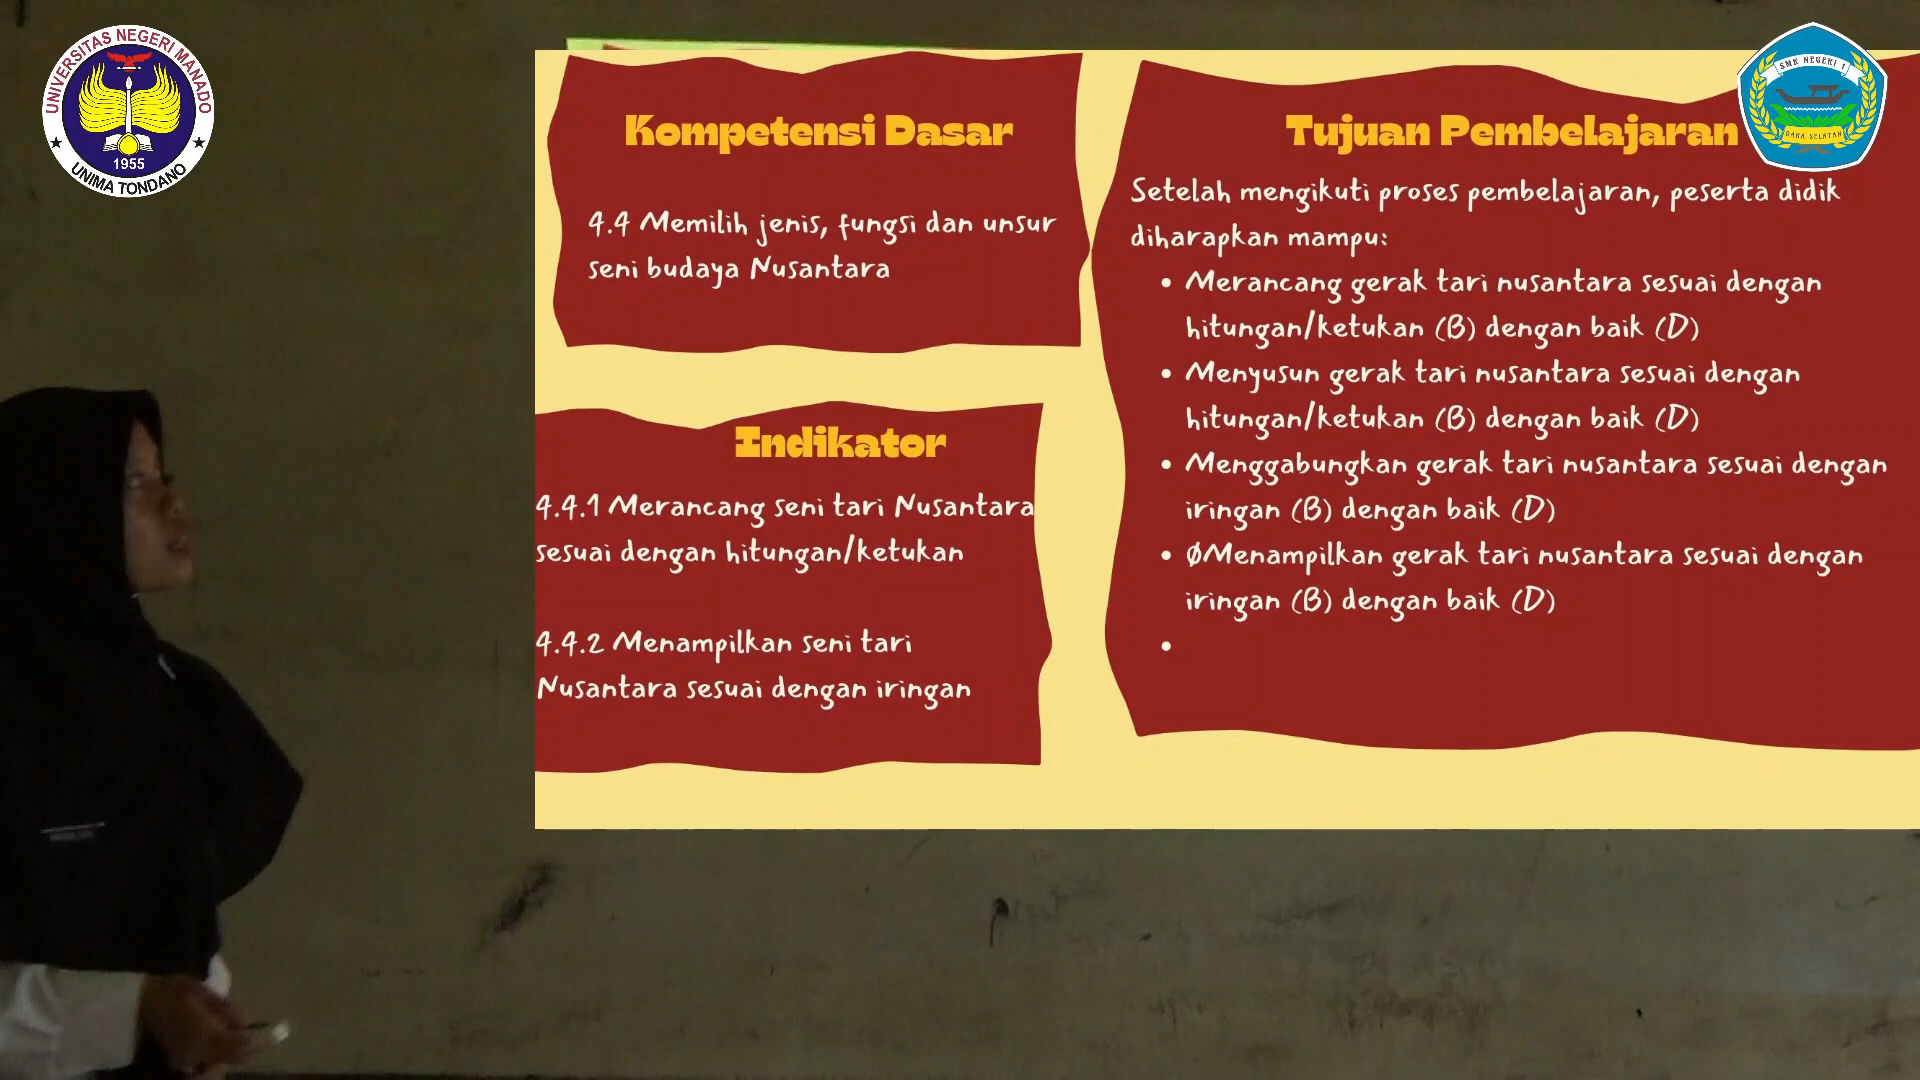 UNIVERSITAS NEGERI MANADO
1955
UNIMA TONDANO
SMK NEGERI 1
Kompetensi Dasar
4.4 Memilih jenis, fungsi dan unsur
seni budaya Nusantara
Indikator
4.4.1 Merancang seni tari Nusantara
sesuai dengan hitungan/ketukan
4.4.2 Menampilkan seni tari
Nusantara sesuai dengan iringan
Tujuan Pembelajaran
Setelah mengikuti proses pembelajaran, peserta didik
diharapkan mampu:
• Merancang gerak tari nusantara sesuai dengan
hitungan/ketukan (B) dengan baik (D)
• Menyusun gerak tari nusantara sesuai dengan
hitungan/ketukan (B) dengan baik (D)
• Menggabungkan gerak tari nusantara sesuai dengan
iringan (B) dengan baik (D)
• ØMenampilkan gerak tari nusantara sesuai dengan
iringan (B) dengan baik (D)
•